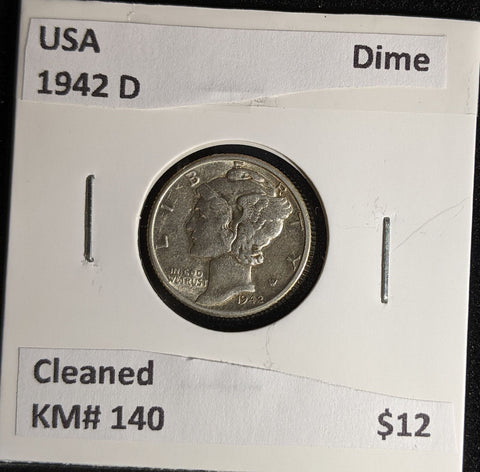 USA Dime
1942 D
LIBERTY
IN GOD
WE TRUST
1942
Cleaned
KM# 140 $12